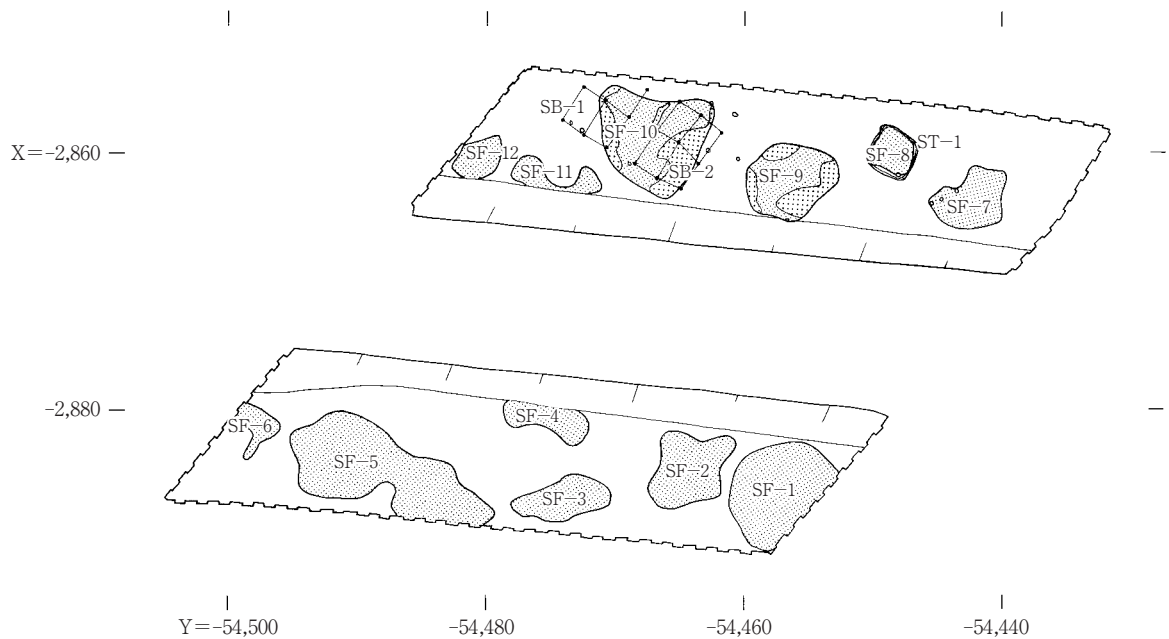 SB-1
SF-10
ST-1
X=-2,860
SF-12
SF-8
SF-11
SB-2
SF-9
SF-7
-2,880
SF-4
SF-6
SF-5
SF-2
SF-1
SF-3
Y=-54,500
-54,480
-54,460
-54,440